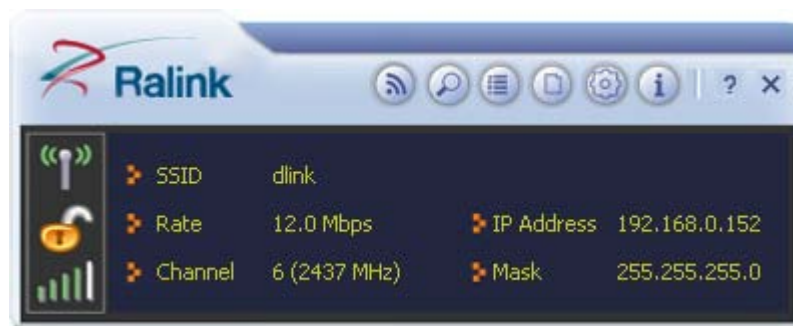 Ralink
i ? ×
SSID dlink
Rate 12.0 Mbps IP Address 192.168.0.152
Channel 6 (2437 MHz) Mask 255.255.255.0